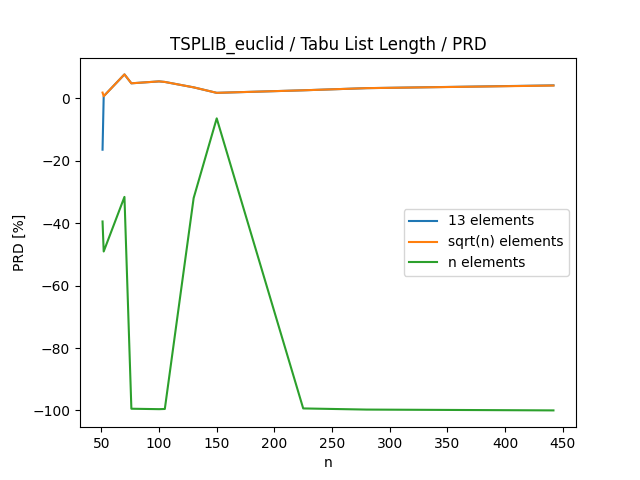 TSPLIB_euclid / Tabu List Length / PRD
PRD [%]
0
−20
−40
−60
−80
−100
13 elements
sqrt(n) elements
n elements
50 100 150 200 250 300 350 400 450
n